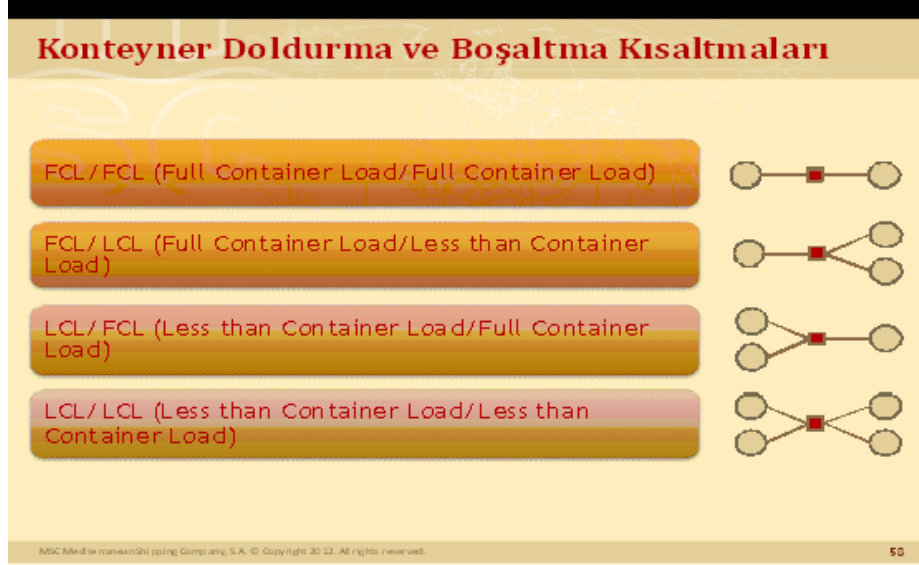 Konteyner Doldurma ve Boşaltma Kısaltmaları
FCL/FCL (Full Container Load/Full Container Load)
FCL/LCL (Full Container Load/Less than Container
Load)
LCL/FCL (Less than Container Load/Full Container
Load)
LCL/LCL (Less than Container Load/Less than
Container Load)
MSC Mediterranean Shipping Company, S.A. © Copyright 2012. All rights reserved.
58